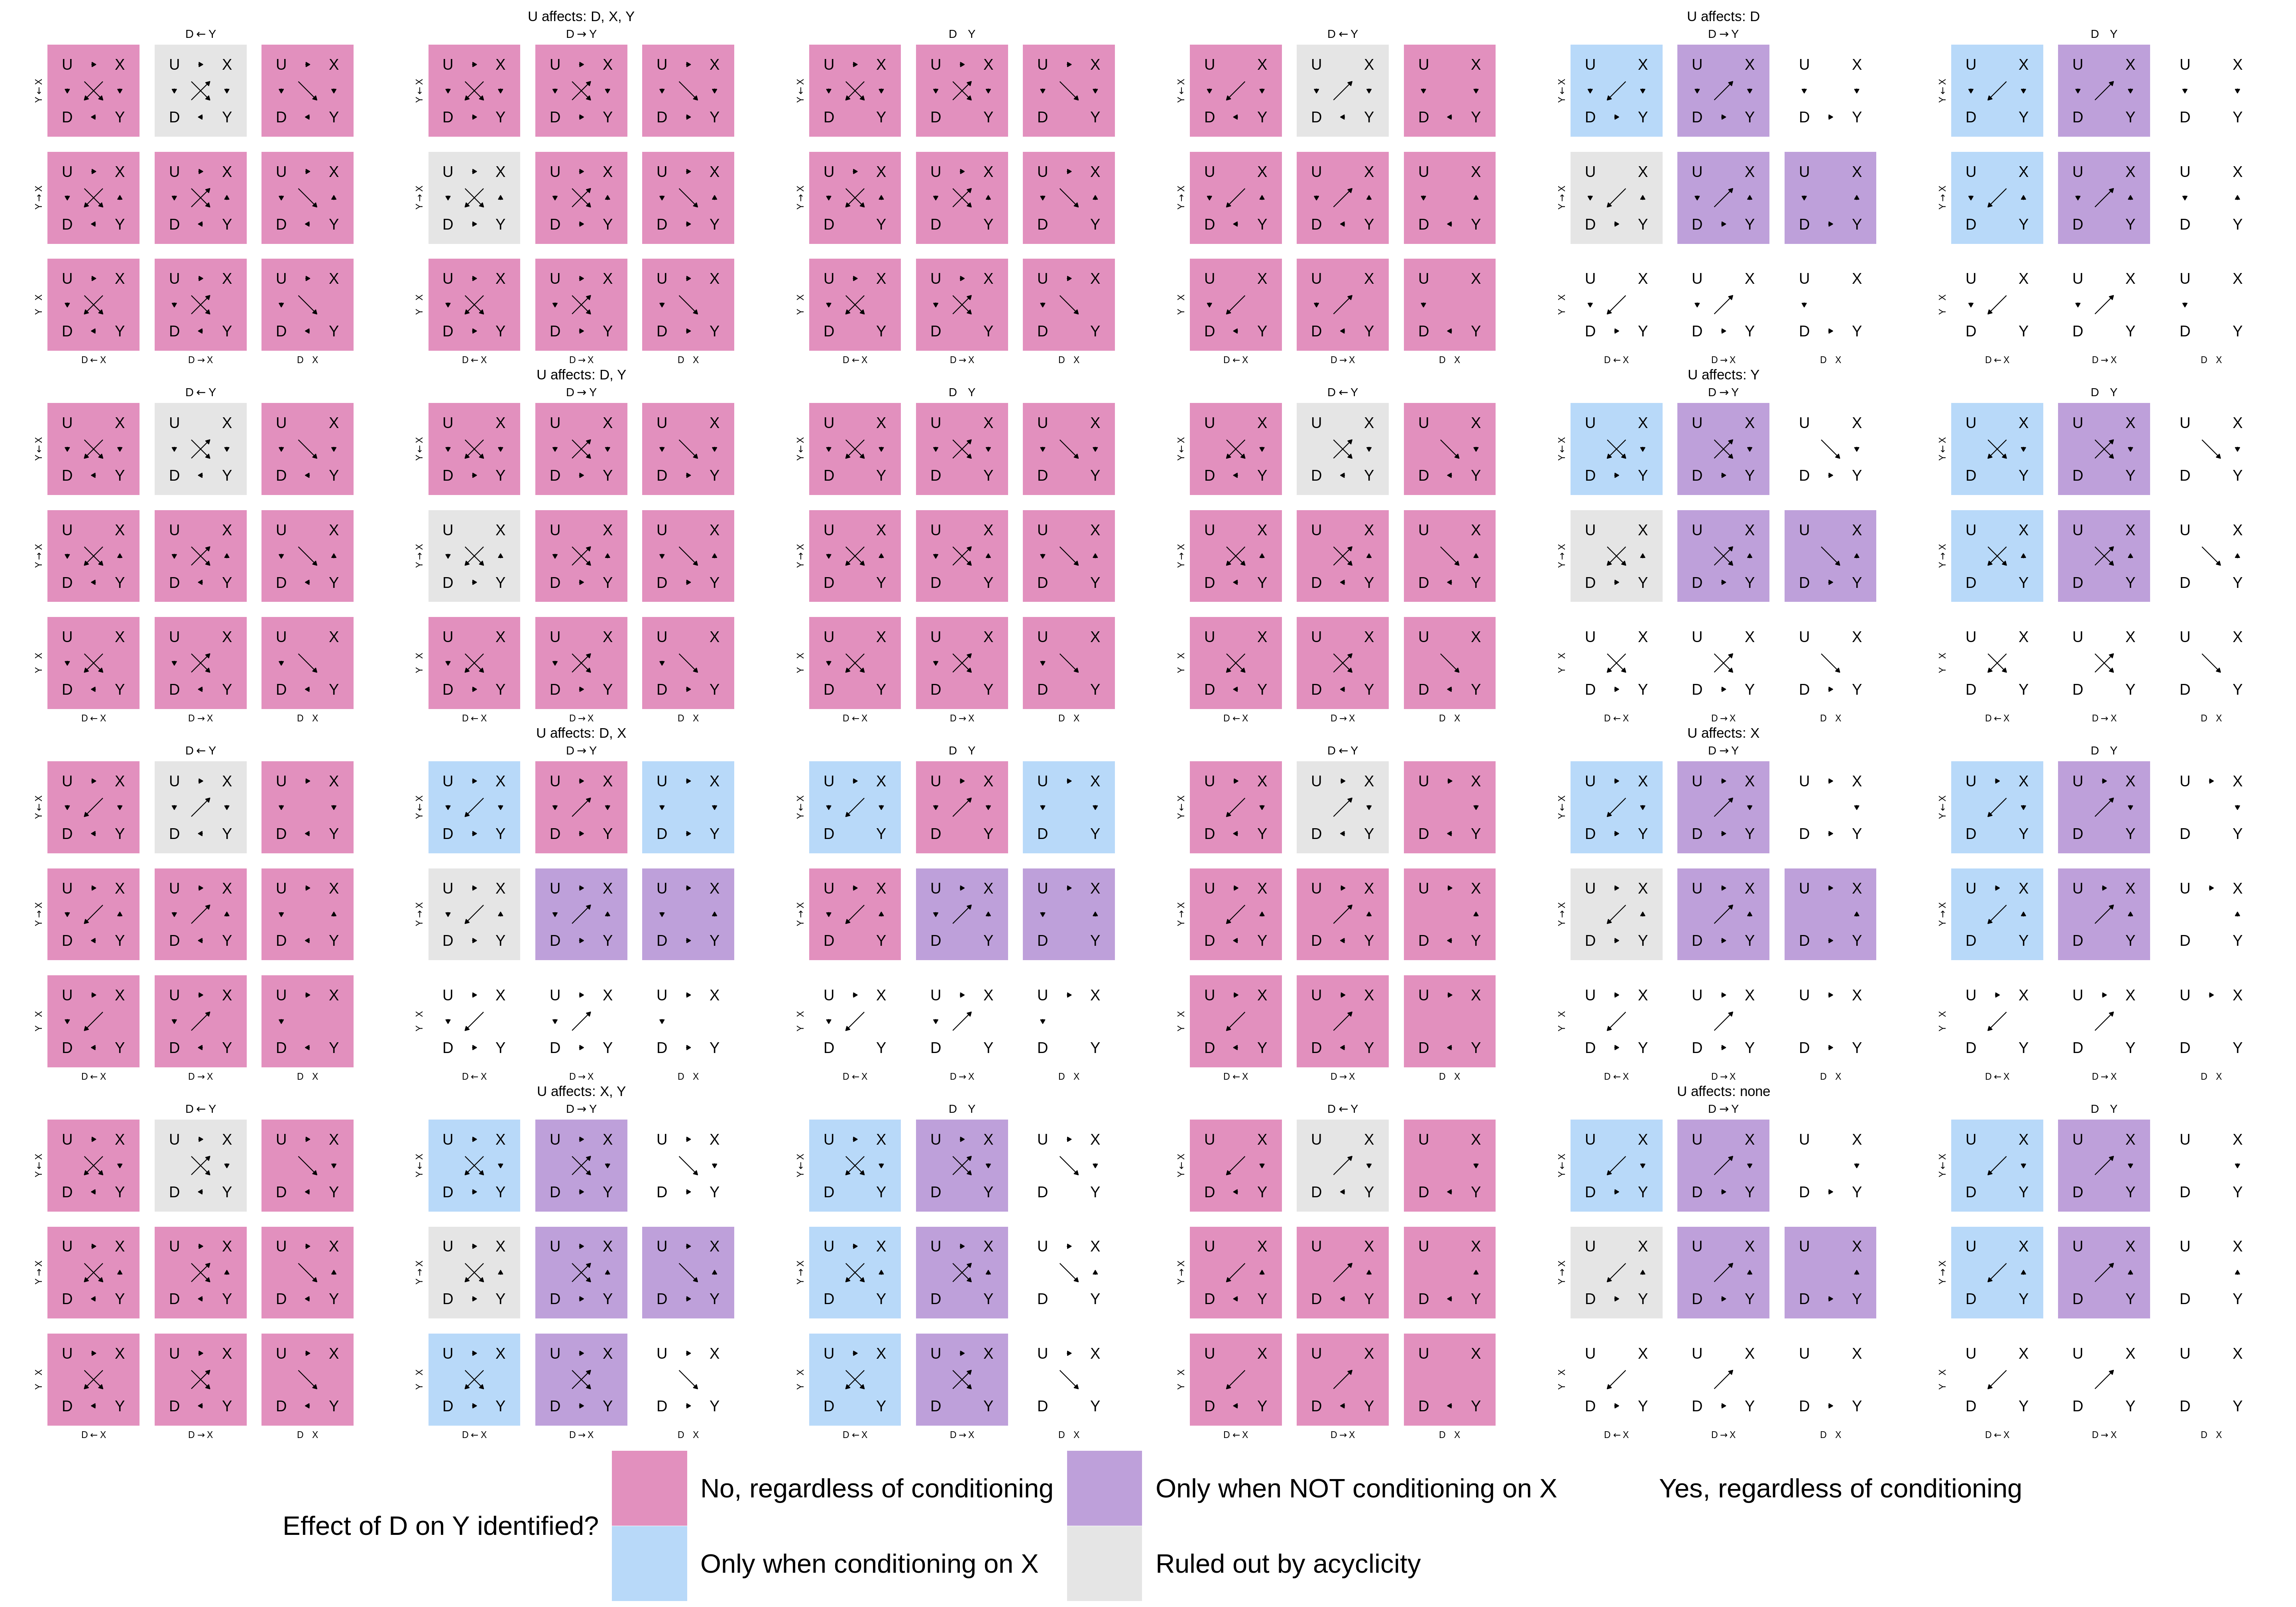 U affects: D, X, Y U affects: D
D ← Y D → Y D Y D ← Y D → Y D Y
U X U X U X U X U X U X U X U X U X U X U X U X U X U X U X U X U X U X
Y ← X Y ← X Y ← X Y ← X Y ← X Y ← X
D Y D Y D Y D Y D Y D Y D Y D Y D Y D Y D Y D Y D Y D Y D Y D Y D Y D Y
U X U X U X U X U X U X U X U X U X U X U X U X U X U X U X U X U X U X
Y → X Y → X Y → X Y → X Y → X Y → X
D Y D Y D Y D Y D Y D Y D Y D Y D Y D Y D Y D Y D Y D Y D Y D Y D Y D Y
U X U X U X U X U X U X U X U X U X U X U X U X U X U X U X U X U X U X
Y X Y X Y X Y X Y X Y X
D Y D Y D Y D Y D Y D Y D Y D Y D Y D Y D Y D Y D Y D Y D Y D Y D Y D Y
D ← X D → X D X D ← X D → X D X D ← X D → X D X D ← X D → X D X D ← X D → X D X D ← X D → X D X
U affects: D, Y U affects: Y
D ← Y D → Y D Y D ← Y D → Y D Y
U X U X U X U X U X U X U X U X U X U X U X U X U X U X U X U X U X U X
Y ← X Y ← X Y ← X Y ← X Y ← X Y ← X
D Y D Y D Y D Y D Y D Y D Y D Y D Y D Y D Y D Y D Y D Y D Y D Y D Y D Y
U X U X U X U X U X U X U X U X U X U X U X U X U X U X U X U X U X U X
Y → X Y → X Y → X Y → X Y → X Y → X
D Y D Y D Y D Y D Y D Y D Y D Y D Y D Y D Y D Y D Y D Y D Y D Y D Y D Y
U X U X U X U X U X U X U X U X U X U X U X U X U X U X U X U X U X U X
Y X Y X Y X Y X Y X Y X
D Y D Y D Y D Y D Y D Y D Y D Y D Y D Y D Y D Y D Y D Y D Y D Y D Y D Y
D ← X D → X D X D ← X D → X D X D ← X D → X D X D ← X D → X D X D ← X D → X D X D ← X D → X D X
U affects: D, X U affects: X
D ← Y D → Y D Y D ← Y D → Y D Y
U X U X U X U X U X U X U X U X U X U X U X U X U X U X U X U X U X U X
Y ← X Y ← X Y ← X Y ← X Y ← X Y ← X
D Y D Y D Y D Y D Y D Y D Y D Y D Y D Y D Y D Y D Y D Y D Y D Y D Y D Y
U X U X U X U X U X U X U X U X U X U X U X U X U X U X U X U X U X U X
Y → X Y → X Y → X Y → X Y → X Y → X
D Y D Y D Y D Y D Y D Y D Y D Y D Y D Y D Y D Y D Y D Y D Y D Y D Y D Y
U X U X U X U X U X U X U X U X U X U X U X U X U X U X U X U X U X U X
Y X Y X Y X Y X Y X Y X
D Y D Y D Y D Y D Y D Y D Y D Y D Y D Y D Y D Y D Y D Y D Y D Y D Y D Y
D ← X D → X D X D ← X D → X D X D ← X D → X D X D ← X D → X D X D ← X D → X D X D ← X D → X D X
U affects: X, Y U affects: none
D ← Y D → Y D Y D ← Y D → Y D Y
U X U X U X U X U X U X U X U X U X U X U X U X U X U X U X U X U X U X
Y ← X Y ← X Y ← X Y ← X Y ← X Y ← X
D Y D Y D Y D Y D Y D Y D Y D Y D Y D Y D Y D Y D Y D Y D Y D Y D Y D Y
U X U X U X U X U X U X U X U X U X U X U X U X U X U X U X U X U X U X
Y → X Y → X Y → X Y → X Y → X Y → X
D Y D Y D Y D Y D Y D Y D Y D Y D Y D Y D Y D Y D Y D Y D Y D Y D Y D Y
U X U X U X U X U X U X U X U X U X U X U X U X U X U X U X U X U X U X
Y X Y X Y X Y X Y X Y X
D Y D Y D Y D Y D Y D Y D Y D Y D Y D Y D Y D Y D Y D Y D Y D Y D Y D Y
D ← X D → X D X D ← X D → X D X D ← X D → X D X D ← X D → X D X D ← X D → X D X D ← X D → X D X
Effect of D on Y identified?
No, regardless of conditioning
Only when conditioning on X
Only when NOT conditioning on X
Ruled out by acyclicity
Yes, regardless of conditioning